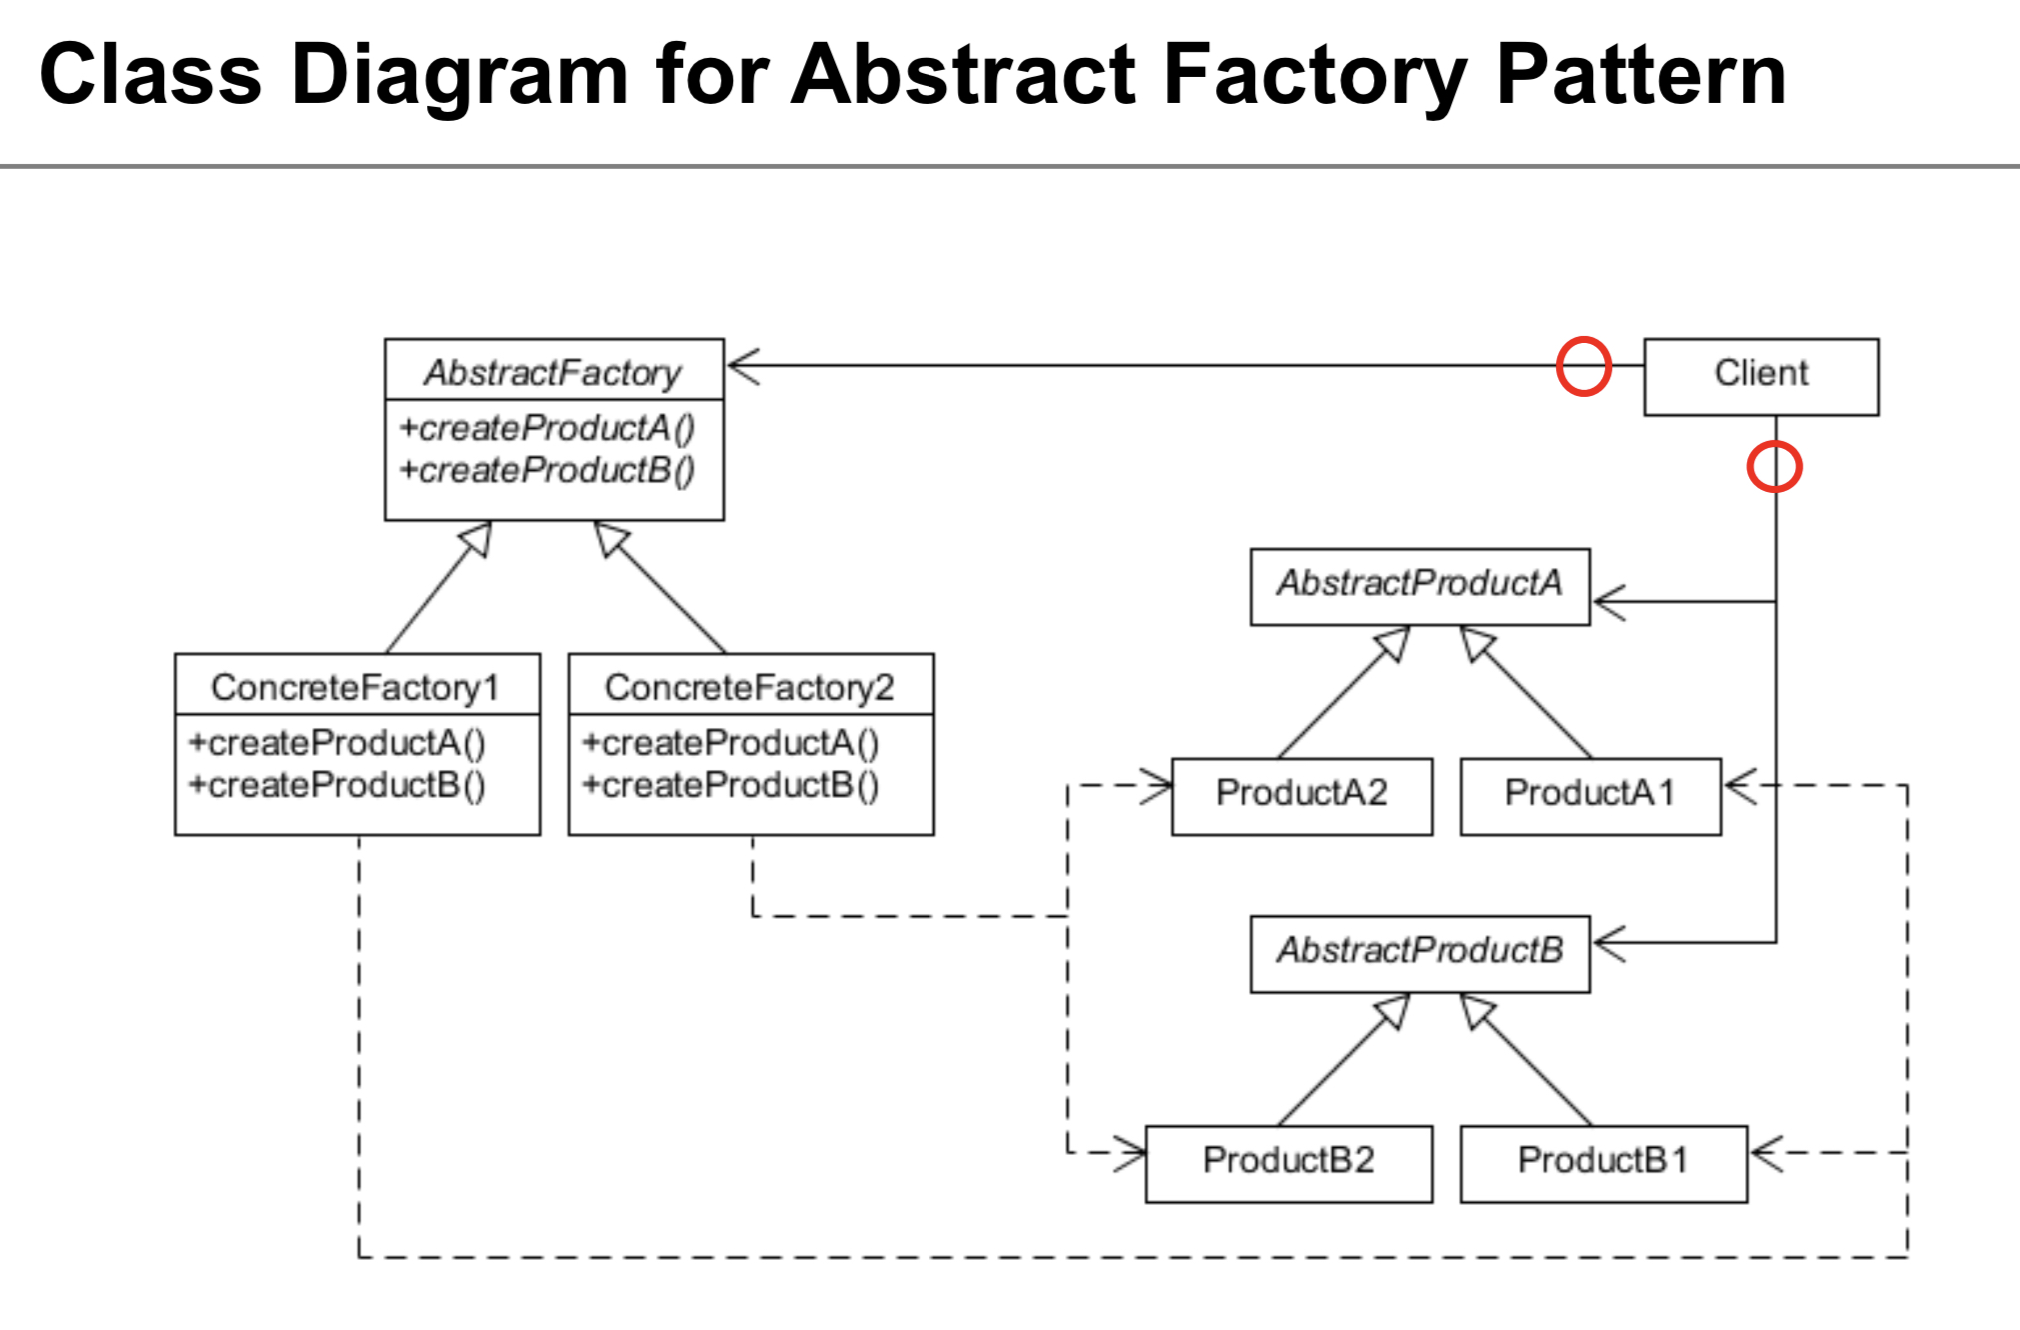 Class Diagram for Abstract Factory Pattern
AbstractFactory
+createProductA()
+createProductB()
Client
AbstractProductA
ConcreteFactory1
+createProductA()
+createProductB()
ConcreteFactory2
+createProductA()
+createProductB()
ProductA2
ProductA1
AbstractProductB
ProductB2
ProductB1